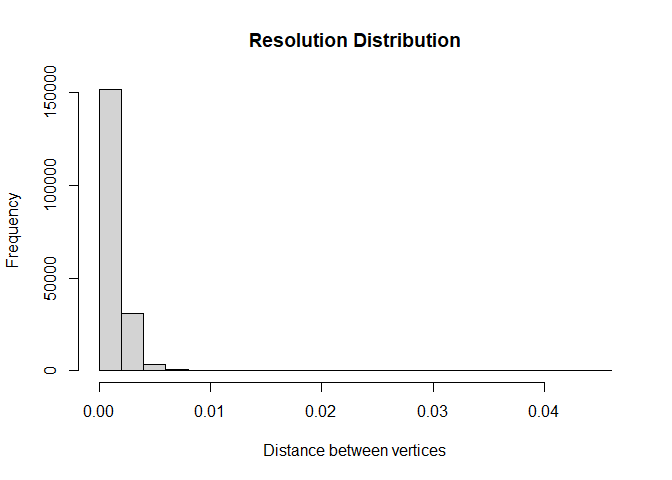 Resolution Distribution
Frequency
150000
100000
50000
0
0.00 0.01 0.02 0.03 0.04
Distance between vertices